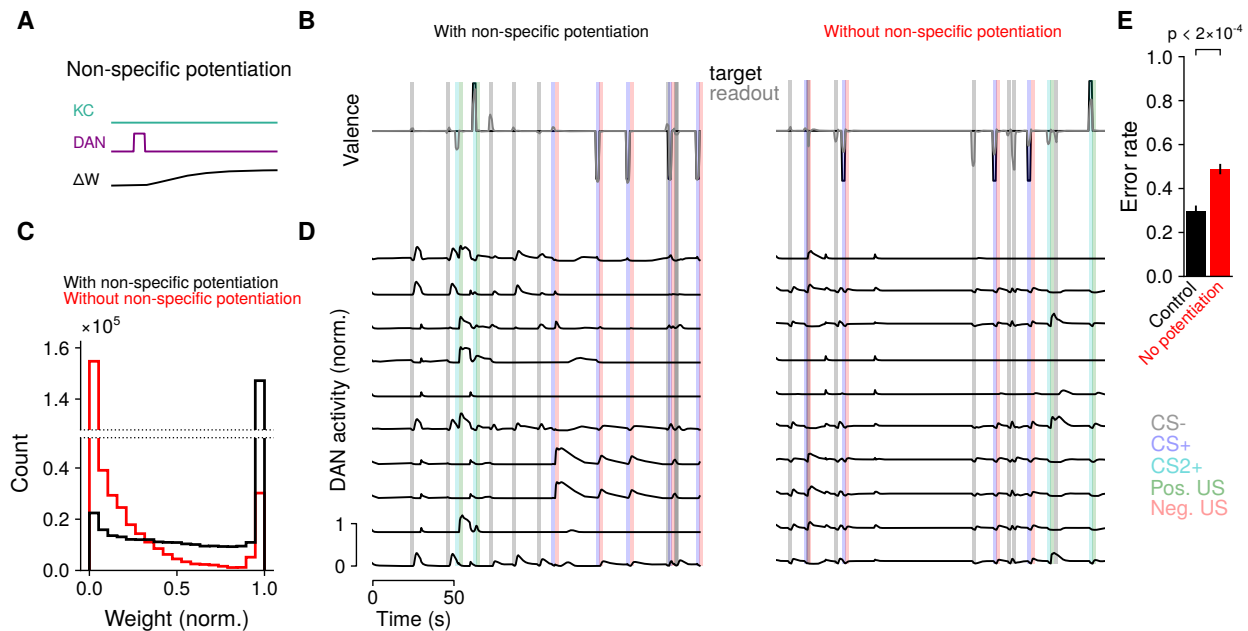 A
Non-specific potentiation
KC
DAN
ΔW
B
With non-specific potentiation
Without non-specific potentiation
target
readout
Valence
E
p < 2×10⁻⁴
1.0
0.8
0.6
0.4
0.2
0.0
Error rate
Control
No potentiation
C
With non-specific potentiation
Without non-specific potentiation
×10⁵
1.6
1.4
0.4
0.2
0.0
Count
0.0
0.5
1.0
Weight (norm.)
D
DAN activity (norm.)
1
0
0
50
Time (s)
CS-
CS+
CS2+
Pos. US
Neg. US